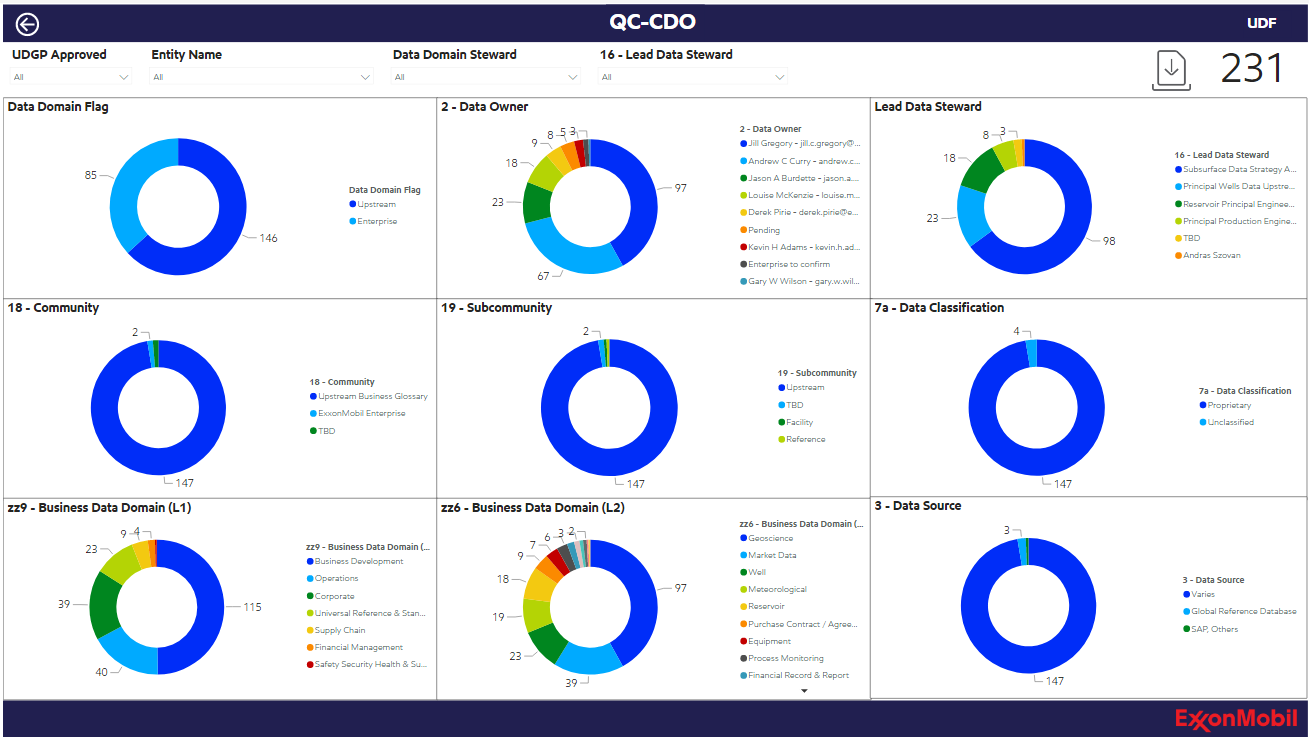 QC-CDO
UDF
UDGP Approved
All
Entity Name
All
Data Domain Steward
All
16 - Lead Data Steward
All
231
Data Domain Flag
85
146
Data Domain Flag
Upstream
Enterprise
2 - Data Owner
97
67
23
18
9
8
5
3
2 - Data Owner
Jill Gregory - jill.c.gregory@...
Andrew C Curry - andrew.c...
Jason A Burdette - jason.a....
Louise McKenzie - louise.m...
Derek Pirie - derek.pirie@e...
Pending
Kevin H Adams - kevin.h.ad...
Enterprise to confirm
Gary W Wilson - gary.w.wil...
Lead Data Steward
98
23
18
8
3
16 - Lead Data Steward
Subsurface Data Strategy A...
Principal Wells Data Upstre...
Reservoir Principal Enginee...
Principal Production Engine...
TBD
Andras Szovan
18 - Community
2
147
18 - Community
Upstream Business Glossary
ExxonMobil Enterprise
TBD
19 - Subcommunity
2
147
19 - Subcommunity
Upstream
TBD
Facility
Reference
7a - Data Classification
4
147
7a - Data Classification
Proprietary
Unclassified
zz9 - Business Data Domain (L1)
115
40
39
23
9
4
zz9 - Business Data Domain (...
Business Development
Operations
Corporate
Universal Reference & Stan...
Supply Chain
Financial Management
Safety Security Health & Su...
zz6 - Business Data Domain (L2)
97
39
23
19
18
9
7
6
3
2
zz6 - Business Data Domain (...
Geoscience
Market Data
Well
Meteorological
Reservoir
Purchase Contract / Agree...
Equipment
Process Monitoring
Financial Record & Report
3 - Data Source
3
147
3 - Data Source
Varies
Global Reference Database
SAP, Others
ExxonMobil